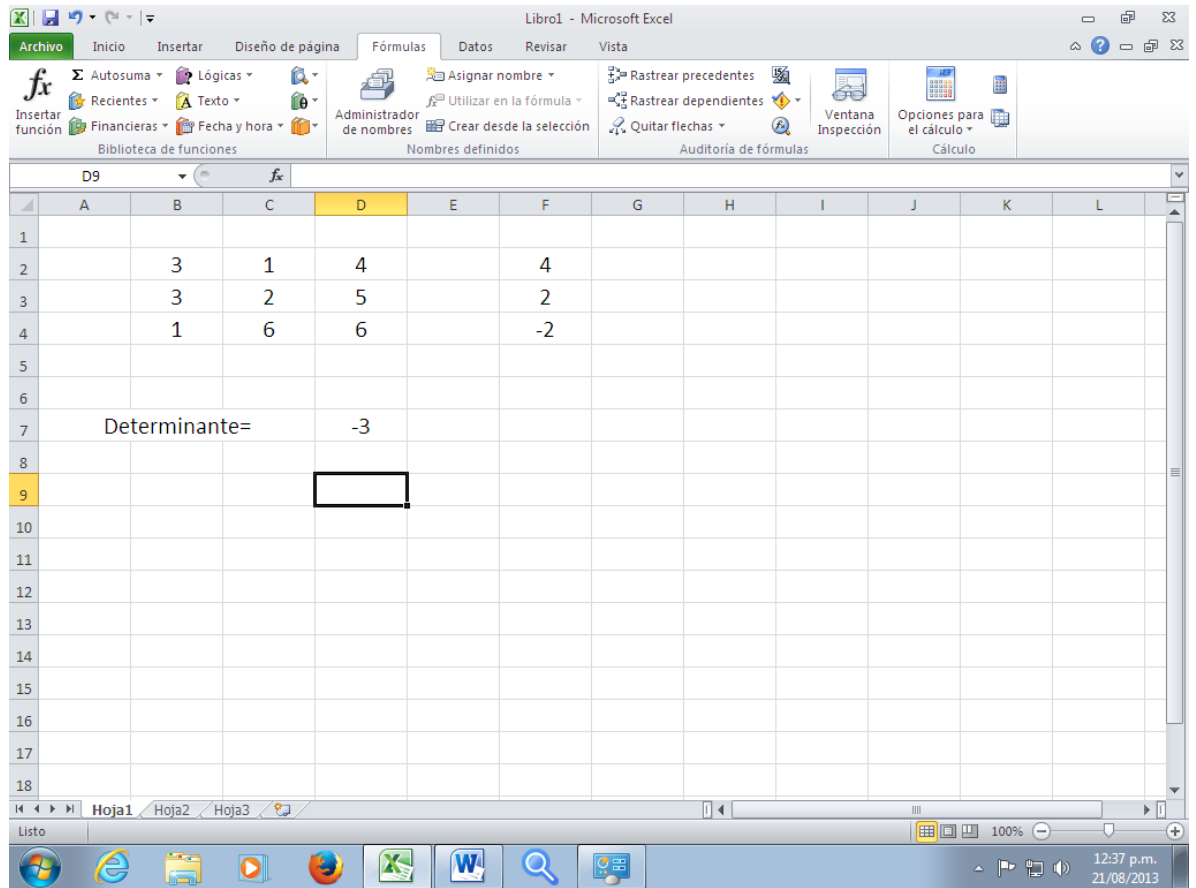 Libro1 - Microsoft Excel
Archivo Inicio Insertar Diseño de página Fórmulas Datos Revisar Vista
fx Insertar función
Σ Autosuma
Recientes
Financieras
Lógicas
Texto
Fecha y hora
Biblioteca de funciones
Administrador de nombres
Asignar nombre
Utilizar en la fórmula
Crear desde la selección
Nombres definidos
Rastrear precedentes
Rastrear dependientes
Quitar flechas
Ventana Inspección
Auditoría de fórmulas
Opciones para el cálculo
Cálculo
D9 fx
A B C D E F G H I J K L
1
2 3 1 4 4
3 3 2 5 2
4 1 6 6 -2
5
6
7 Determinante= -3
8
9
10
11
12
13
14
15
16
17
18
Hoja1 Hoja2 Hoja3
Listo 100%
12:37 p.m.
21/08/2013